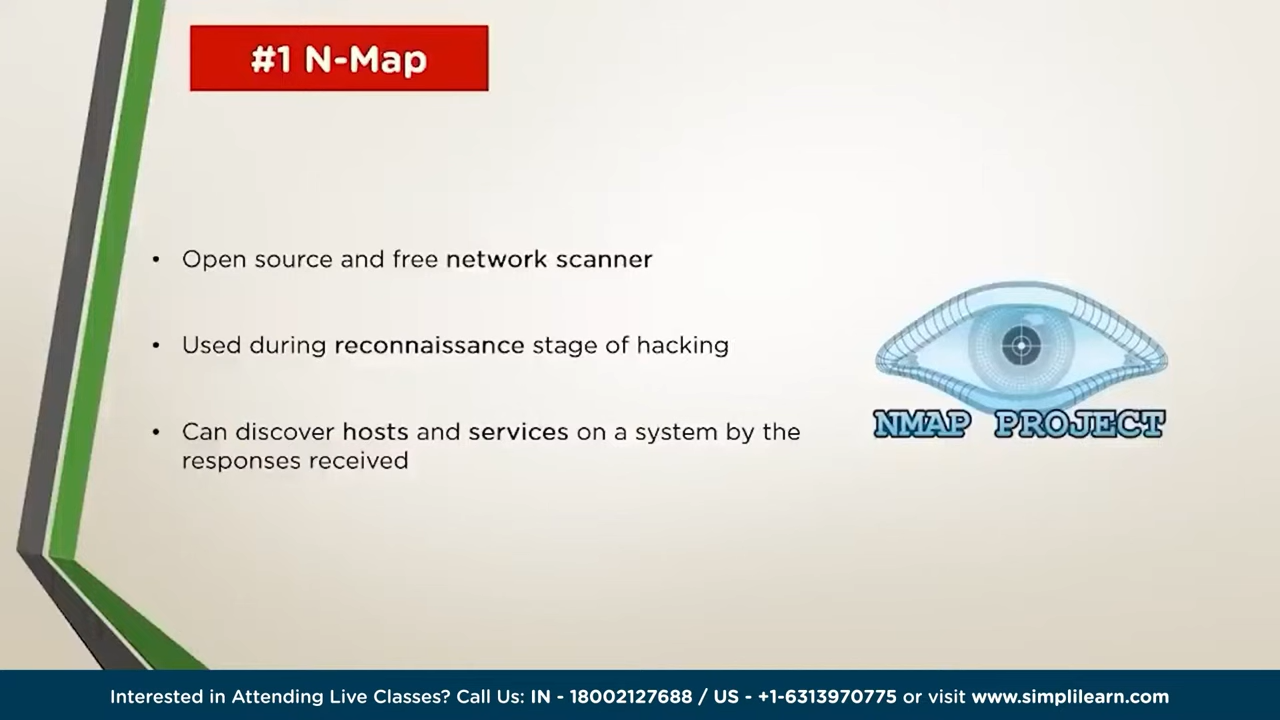 #1 N-Map
• Open source and free network scanner
• Used during reconnaissance stage of hacking
• Can discover hosts and services on a system by the
responses received
NMAP PROJECT
Interested in Attending Live Classes? Call Us: IN - 18002127688 / US - +1-6313970775 or visit www.simplilearn.com